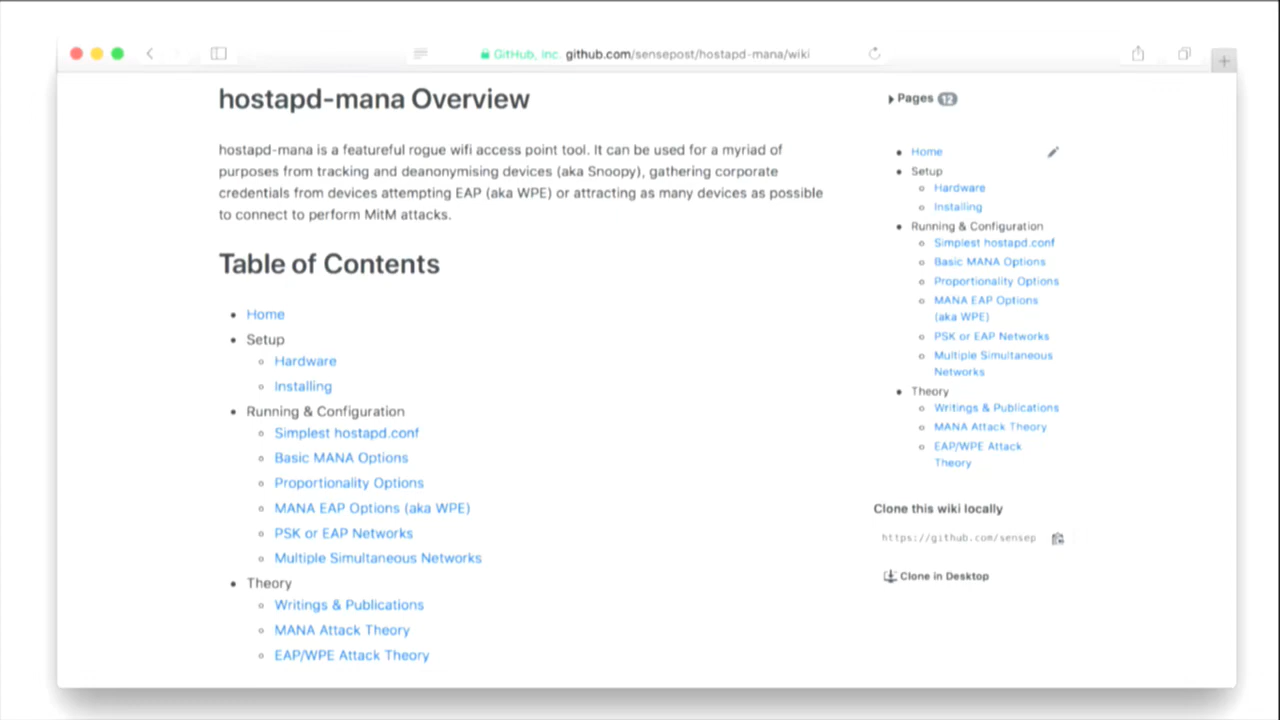 GitHub, Inc. github.com/sensepost/hostapd-mana/wiki
hostapd-mana Overview
hostapd-mana is a featureful rogue wifi access point tool. It can be used for a myriad of
purposes from tracking and deanonymising devices (aka Snoopy), gathering corporate
credentials from devices attempting EAP (aka WPE) or attracting as many devices as possible
to connect to perform MitM attacks.
Table of Contents
Home
Setup
Hardware
Installing
Running & Configuration
Simplest hostapd.conf
Basic MANA Options
Proportionality Options
MANA EAP Options (aka WPE)
PSK or EAP Networks
Multiple Simultaneous Networks
Theory
Writings & Publications
MANA Attack Theory
EAP/WPE Attack Theory
Pages 12
Home
Setup
Hardware
Installing
Running & Configuration
Simplest hostapd.conf
Basic MANA Options
Proportionality Options
MANA EAP Options
(aka WPE)
PSK or EAP Networks
Multiple Simultaneous
Networks
Theory
Writings & Publications
MANA Attack Theory
EAP/WPE Attack
Theory
Clone this wiki locally
https://github.com/sensep
Clone in Desktop